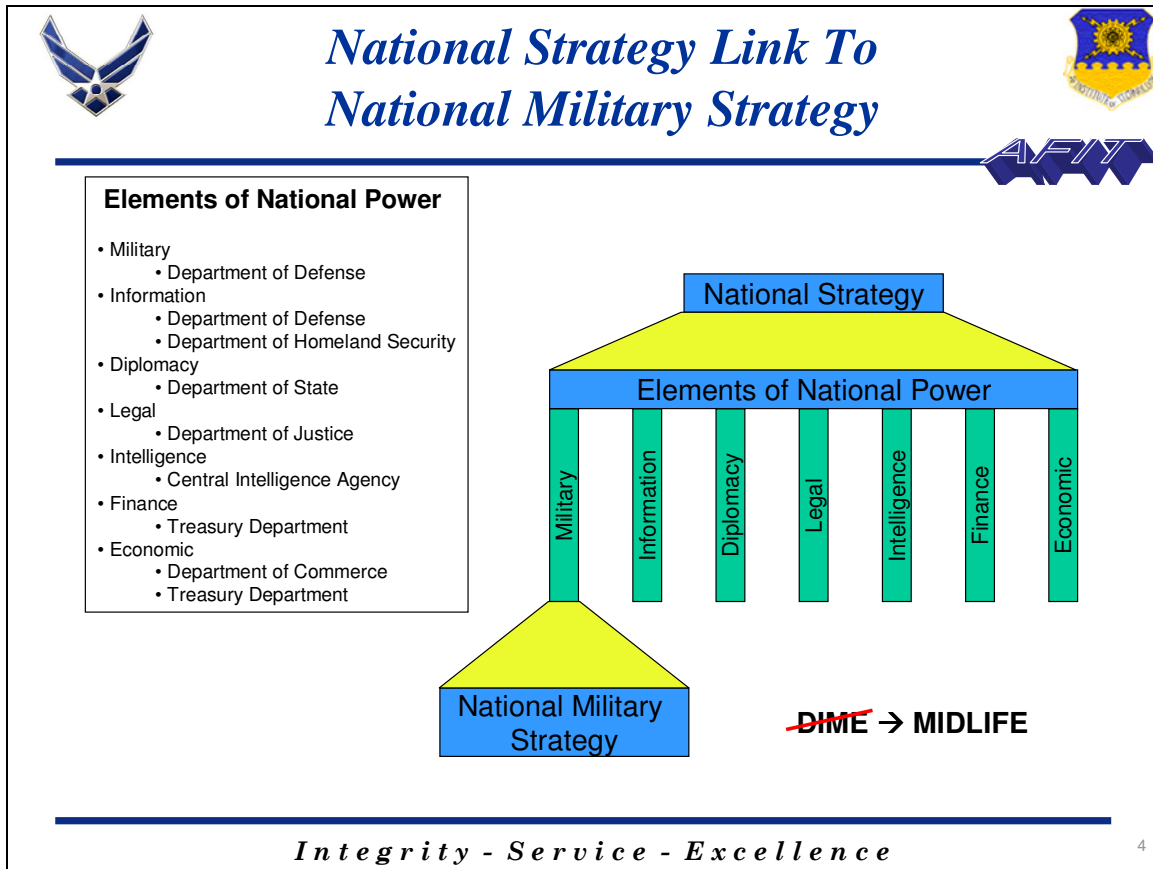 National Strategy Link To
National Military Strategy
AFIT
Elements of National Power
• Military
• Department of Defense
• Information
• Department of Defense
• Department of Homeland Security
• Diplomacy
• Department of State
• Legal
• Department of Justice
• Intelligence
• Central Intelligence Agency
• Finance
• Treasury Department
• Economic
• Department of Commerce
• Treasury Department
National Strategy
Elements of National Power
Military
Information
Diplomacy
Legal
Intelligence
Finance
Economic
National Military
Strategy
DIME → MIDLIFE
Integrity - Service - Excellence
4